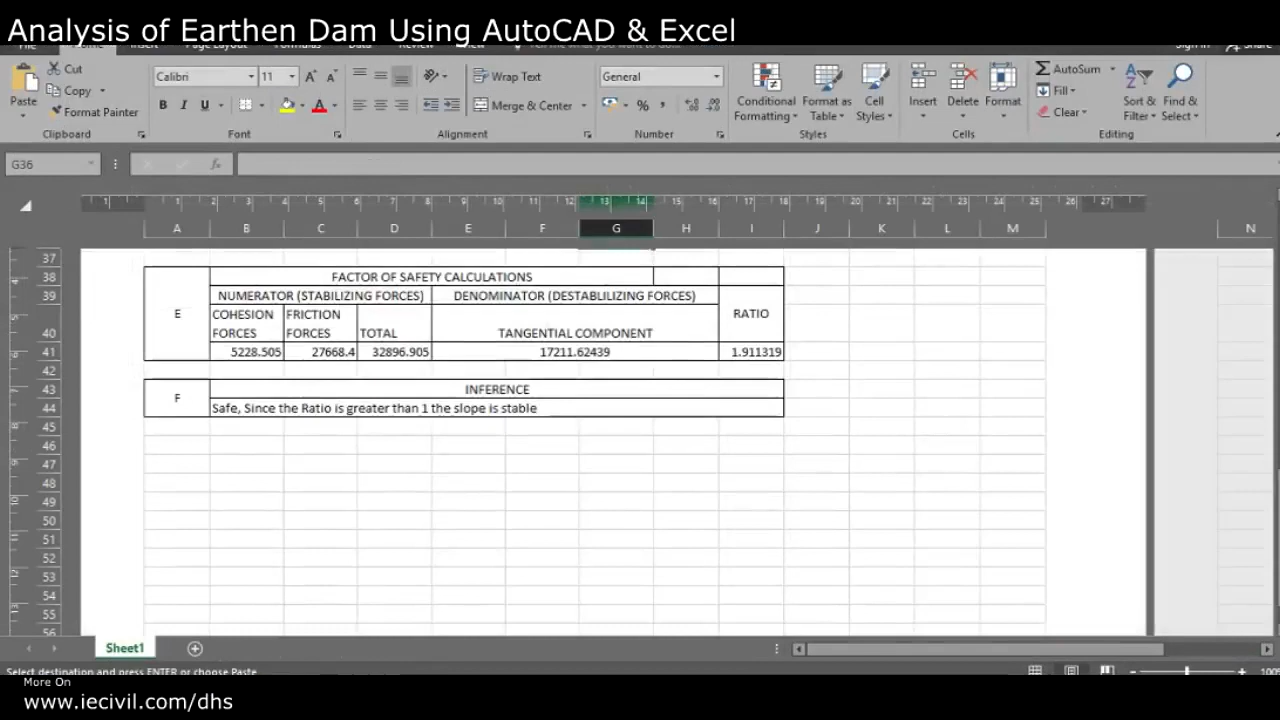 Analysis of Earthen Dam Using AutoCAD & Excel
Cut
Copy
Format Painter
Paste
Clipboard
Calibri 11
B I U
Font
Wrap Text
Merge & Center
Alignment
General
Number
Conditional Formatting
Format as Table
Cell Styles
Styles
Insert Delete Format
Cells
AutoSum
Fill
Clear
Sort & Filter
Find & Select
Editing
G36
fx
A B C D E F G H I J K L M N
37
38 FACTOR OF SAFETY CALCULATIONS
39 NUMERATOR (STABILIZING FORCES) DENOMINATOR (DESTABLILIZING FORCES)
E RATIO
40 COHESION FORCES FRICTION FORCES TOTAL TANGENTIAL COMPONENT
41 5228.505 27668.4 32896.905 17211.62439 1.911319
42
43 INFERENCE
F
44 Safe, Since the Ratio is greater than 1 the slope is stable
45
46
47
48
49
50
51
52
53
54
55
56
Sheet1
Select destination and press ENTER or choose Paste
More On
www.iecivil.com/dhs